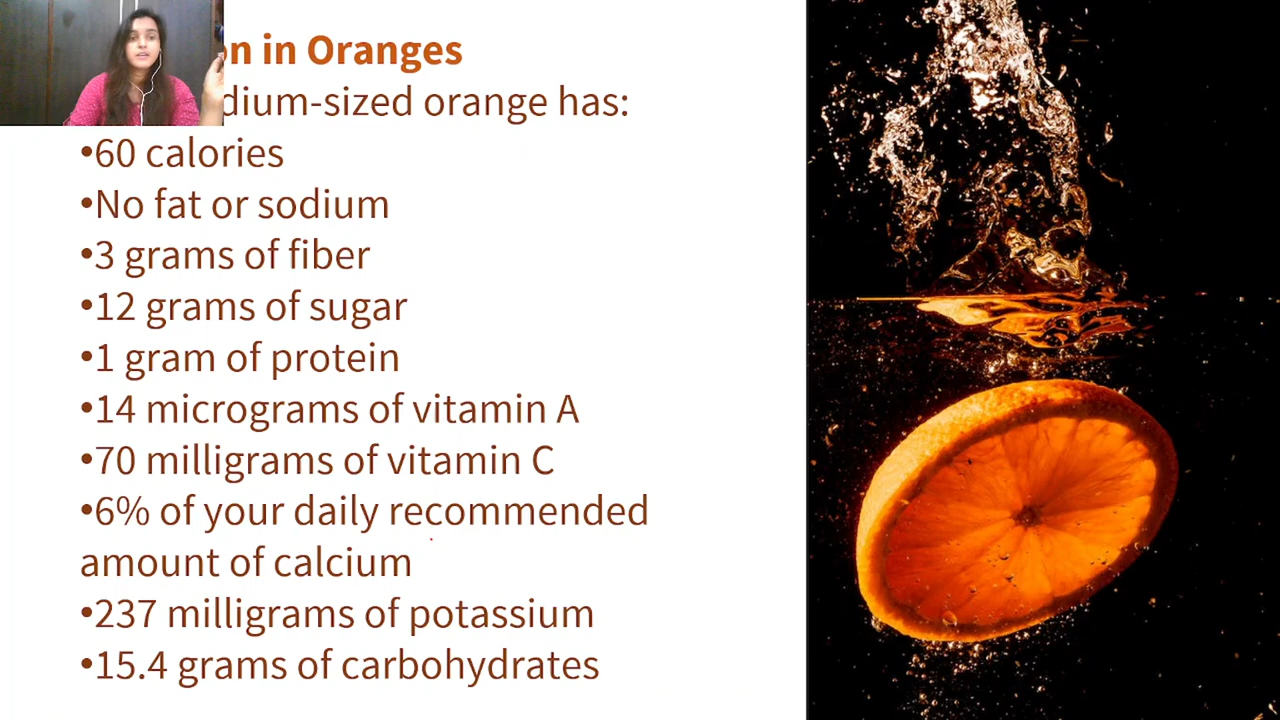 in Oranges
orange has:
•60 calories
•No fat or sodium
•3 grams of fiber
•12 grams of sugar
•1 gram of protein
•14 micrograms of vitamin A
•70 milligrams of vitamin C
•6% of your daily recommended
amount of calcium
•237 milligrams of potassium
•15.4 grams of carbohydrates